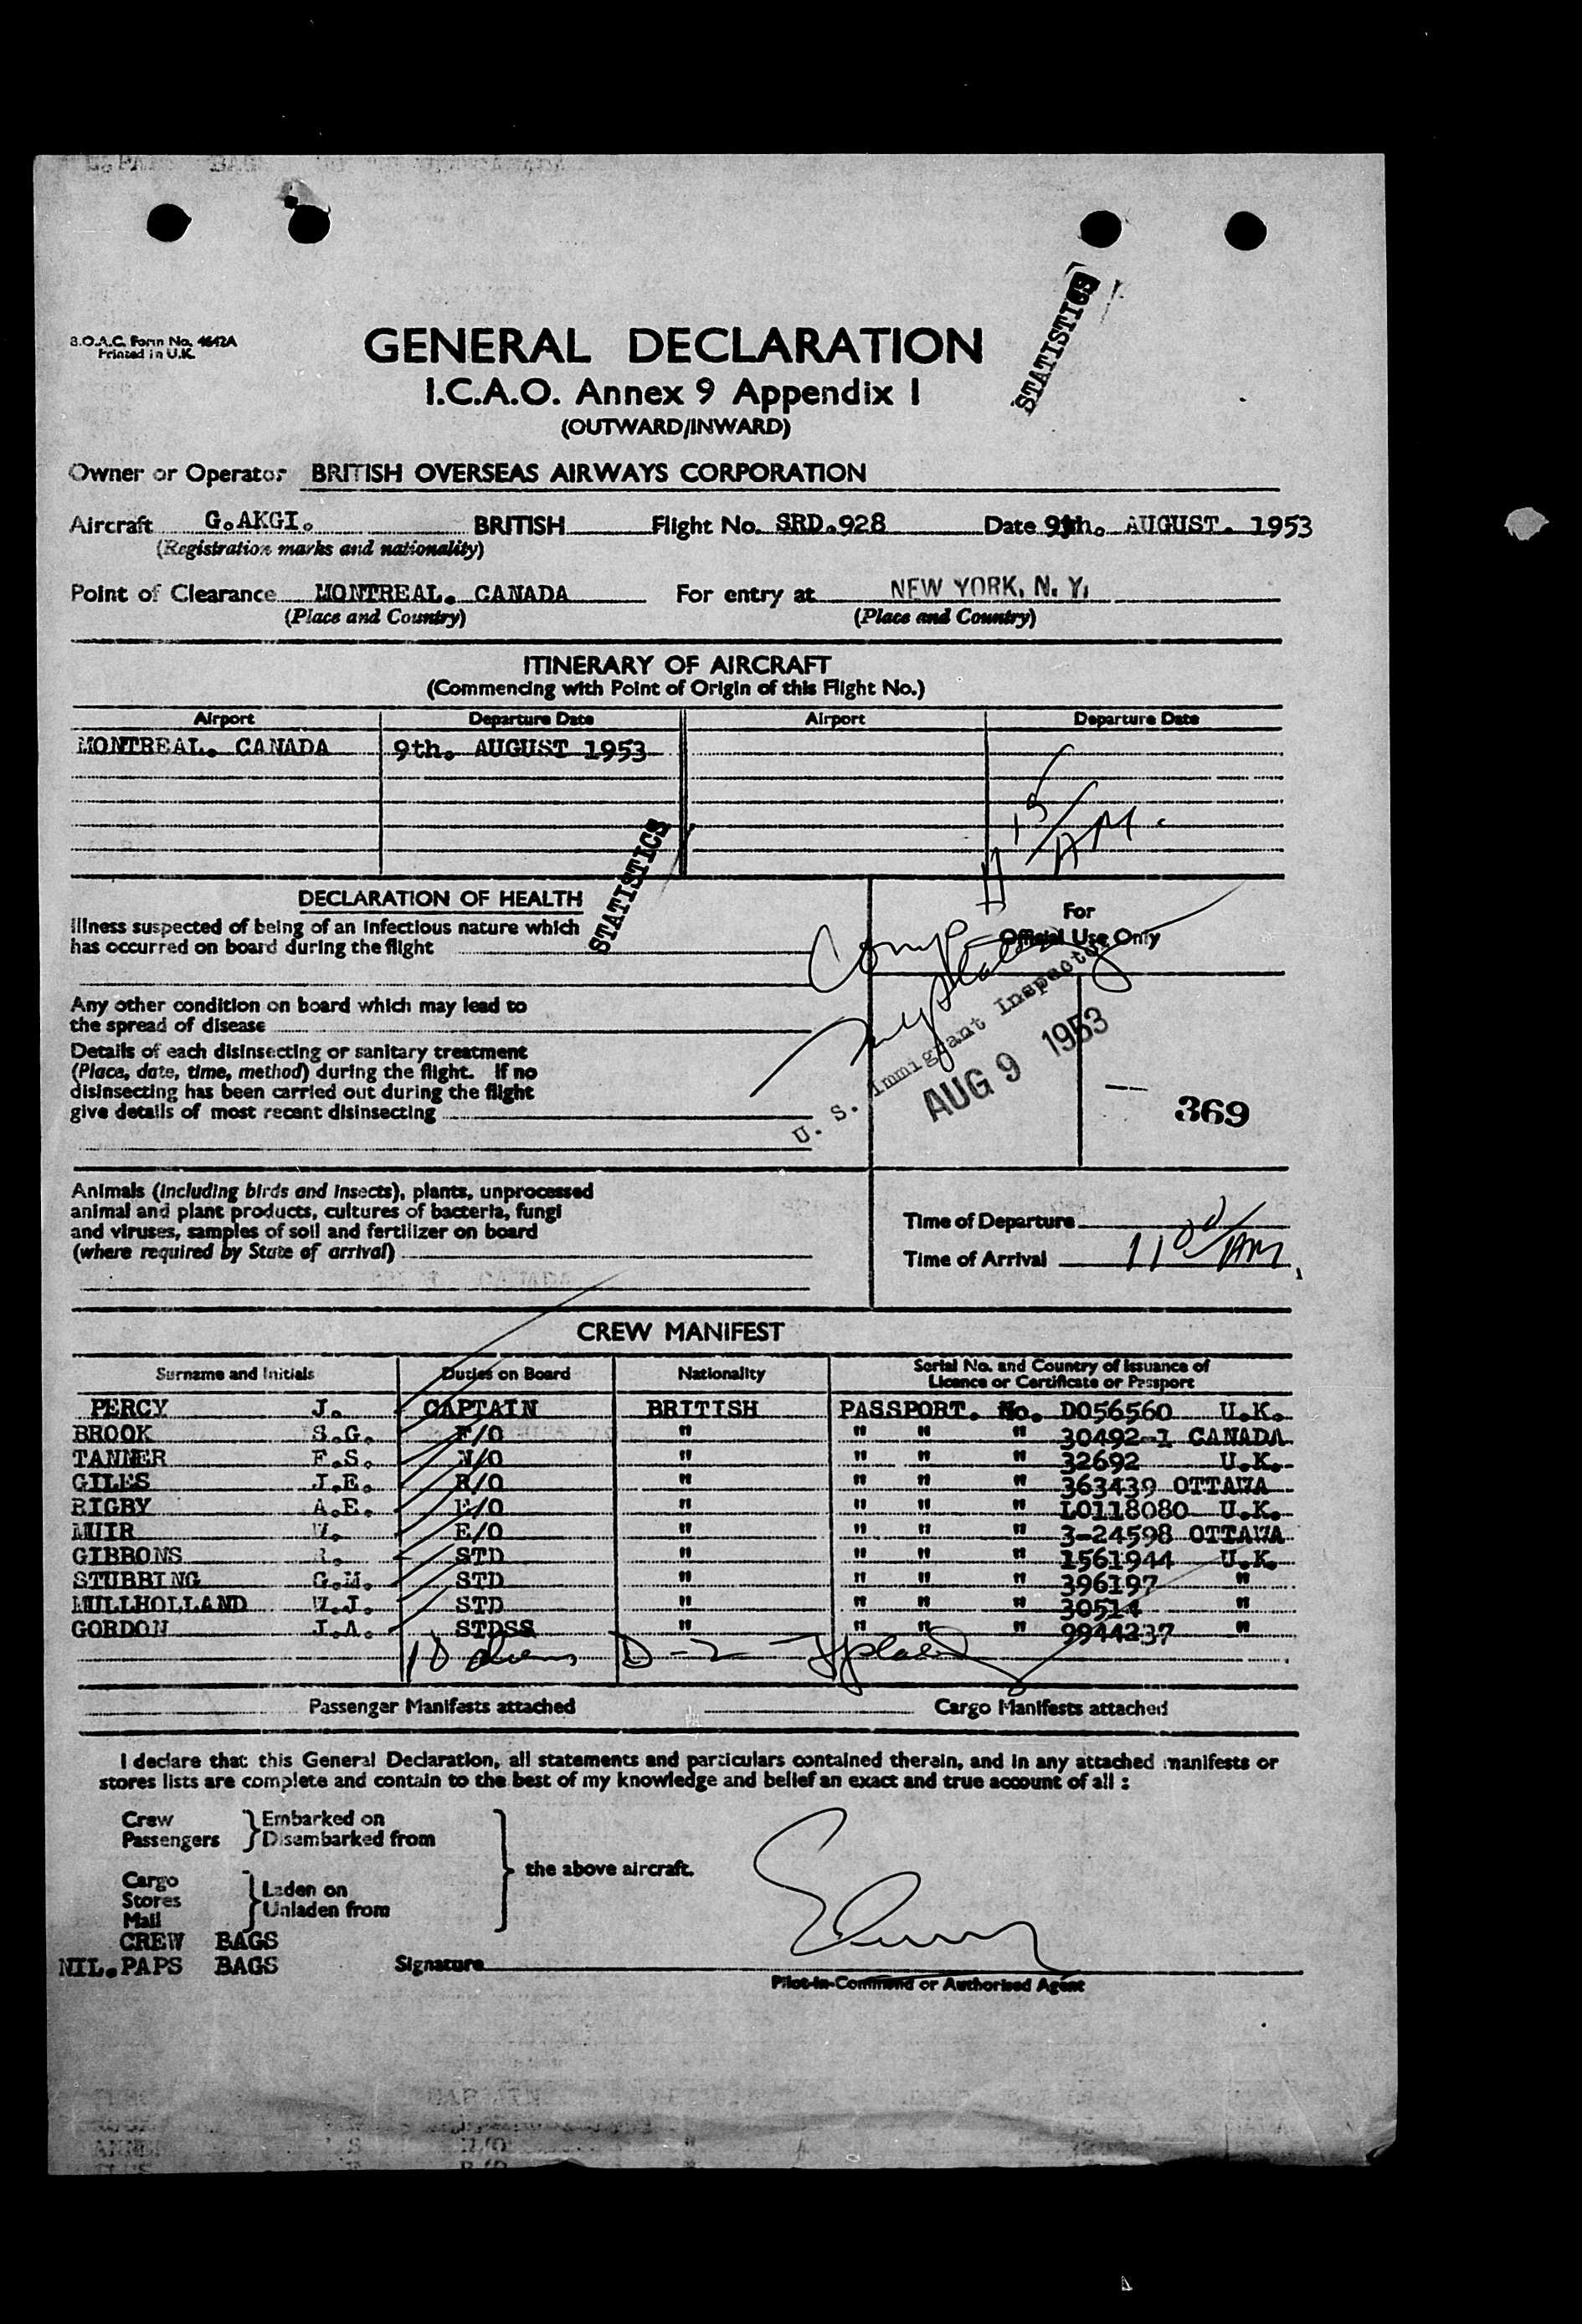 B.O.A.C. Form No. 4642A
Printed in U.K.
GENERAL DECLARATION
I.C.A.O. Annex 9 Appendix I
(OUTWARD/INWARD)
STATISTICS
Owner or Operator BRITISH OVERSEAS AIRWAYS CORPORATION
Aircraft G.AKGI. BRITISH Flight No. SRD.928 Date 9th. AUGUST. 1953
(Registration marks and nationality)
Point of Clearance MONTREAL. CANADA For entry at NEW YORK, N. Y.
(Place and Country) (Place and Country)
ITINERARY OF AIRCRAFT
(Commencing with Point of Origin of this Flight No.)
Airport Departure Date Airport Departure Date
MONTREAL. CANADA 9th. AUGUST 1953
11 15/AM.
STATISTICS
DECLARATION OF HEALTH
Illness suspected of being of an infectious nature which
has occurred on board during the flight
For
Official Use Only
Any other condition on board which may lead to
the spread of disease
Details of each disinsecting or sanitary treatment
(Place, date, time, method) during the flight. If no
disinsecting has been carried out during the flight
give details of most recent disinsecting
U. S. Immigrant Inspector
AUG 9 1953
369
Animals (including birds and insects), plants, unprocessed
animal and plant products, cultures of bacteria, fungi
and viruses, samples of soil and fertilizer on board
(where required by State of arrival)
Time of Departure
Time of Arrival 11 20/AM
CREW MANIFEST
Surname and Initials Duties on Board Nationality Serial No. and Country of Issuance of
Licence or Certificate or Passport
PERCY J. CAPTAIN BRITISH PASSPORT. No. D056560 U.K.
BROOK S.G. F/O " " " " 30492-1 CANADA
TANNER F.S. N/O " " " " 32692 U.K.
GILES J.E. R/O " " " " 363439 OTTAWA
RIGBY A.E. E/O " " " " L0118080 U.K.
MUIR W. E/O " " " " 3-24598 OTTAWA
GIBBONS R. STD " " " " 1561944 U.K.
STUBBING G.M. STD " " " " 396197 "
MULLHOLLAND W.J. STD " " " " 30514 "
GORDON J.A. STDSS " " " " 9944237 "
10 aliens D-2
Passenger Manifests attached Cargo Manifests attached
I declare that this General Declaration, all statements and particulars contained therein, and in any attached manifests or
stores lists are complete and contain to the best of my knowledge and belief an exact and true account of all :
Crew Embarked on
Passengers Disembarked from
the above aircraft.
Cargo
Stores Laden on
Mail Unladen from
CREW BAGS
NIL. PAPS BAGS
Signature
Pilot-in-Command or Authorised Agent